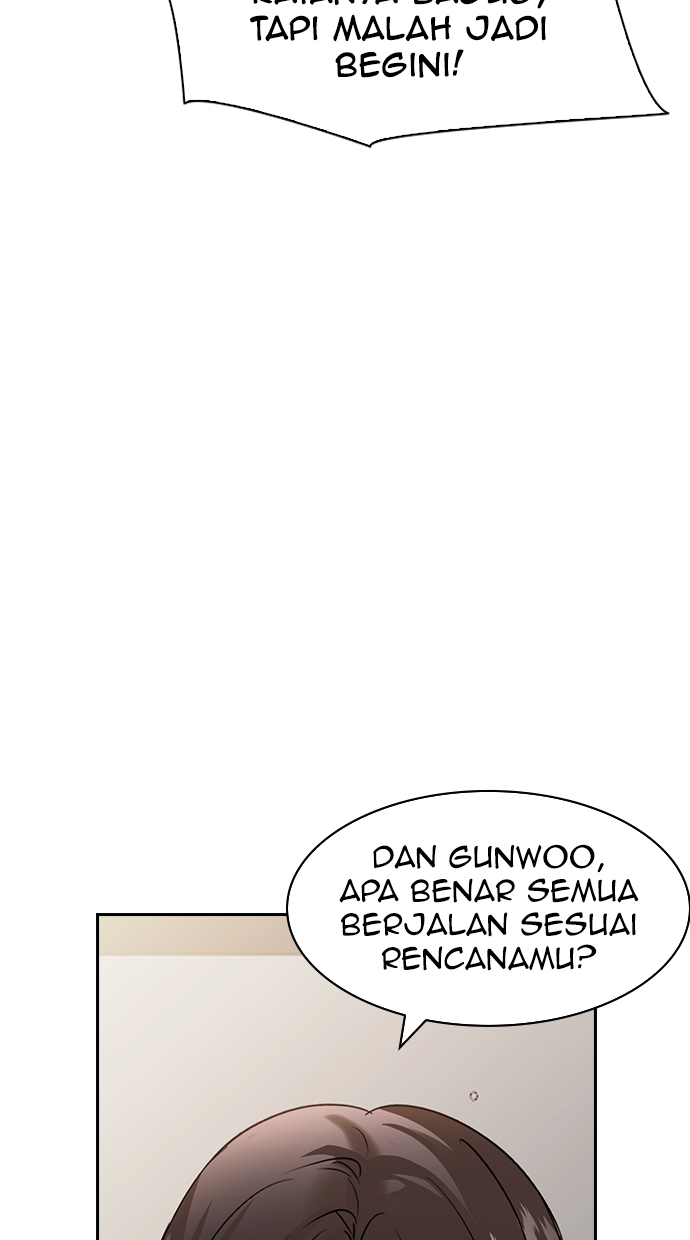 TAPI MALAH JADI
BEGINI!
DAN GUNWOO,
APA BENAR SEMUA
BERJALAN SESUAI
RENCANAMU?